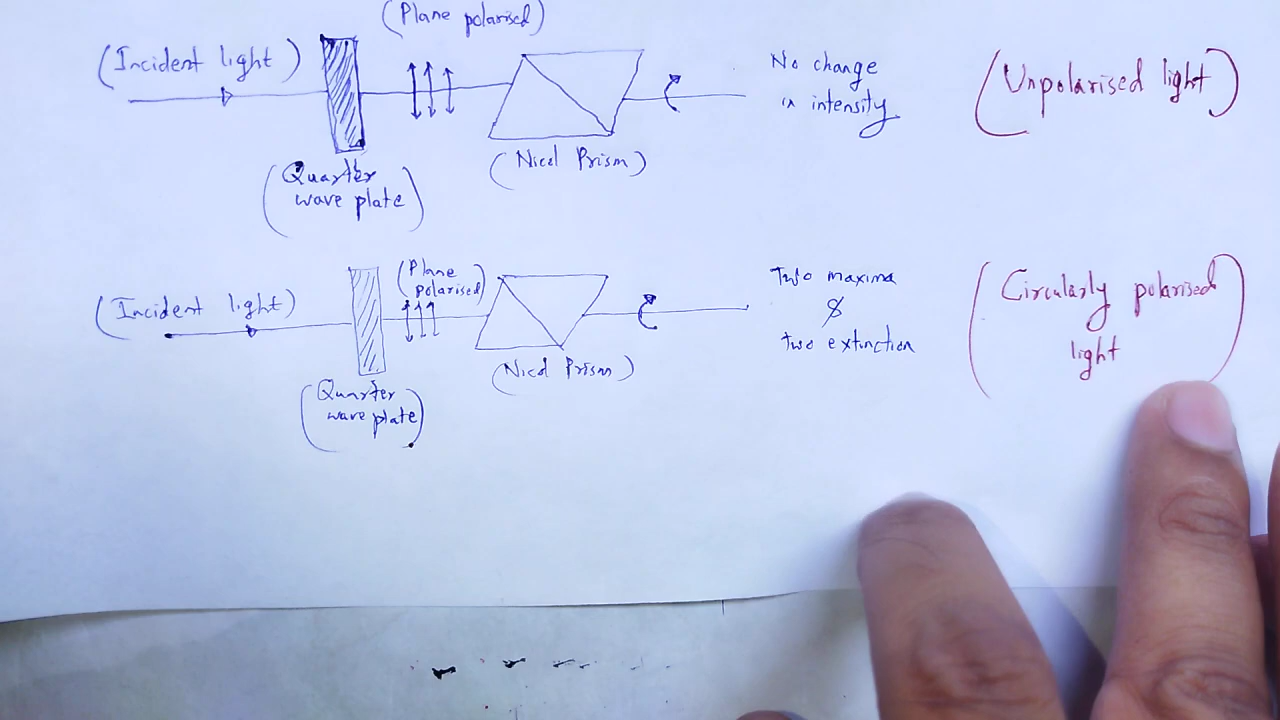 (Plane polarised)
(Incident light)
No change
in intensity
(Unpolarised light)
(Nicol Prism)
(Quarter
wave plate)
(Plane
polarised)
(Incident light)
Two maxima
&
two extinction
(Circularly polarised
light)
(Nicol Prism)
(Quarter
wave plate)